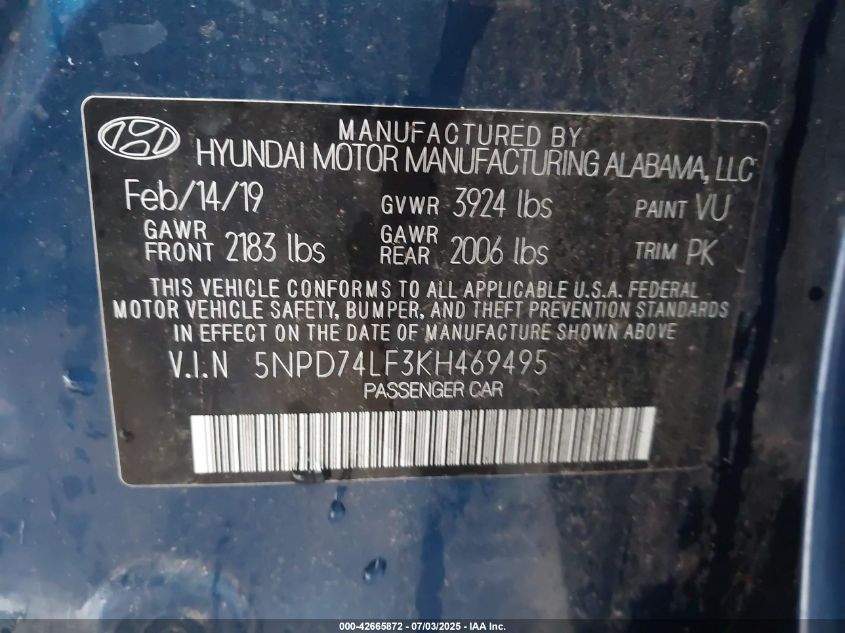 MANUFACTURED BY
HYUNDAI MOTOR MANUFACTURING ALABAMA, LLC
Feb/14/19 GVWR 3924 lbs PAINT VU
GAWR FRONT 2183 lbs GAWR REAR 2006 lbs TRIM PK
THIS VEHICLE CONFORMS TO ALL APPLICABLE U.S.A. FEDERAL
MOTOR VEHICLE SAFETY, BUMPER, AND THEFT PREVENTION STANDARDS
IN EFFECT ON THE DATE OF MANUFACTURE SHOWN ABOVE
V.I.N 5NPD74LF3KH469495
PASSENGER CAR
000-42665872 - 07/03/2025 - IAA Inc.